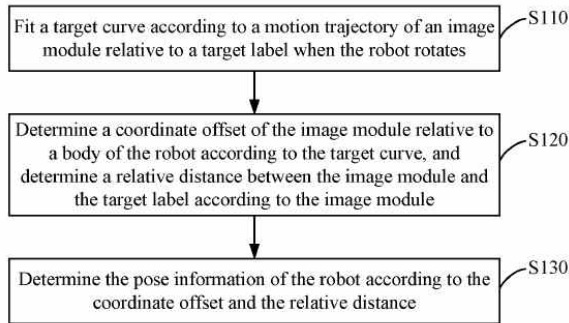 Fit a target curve according to a motion trajectory of an image
module relative to a target label when the robot rotates
S110
Determine a coordinate offset of the image module relative to
a body of the robot according to the target curve, and
determine a relative distance between the image module and
the target label according to the image module
S120
Determine the pose information of the robot according to the
coordinate offset and the relative distance
S130